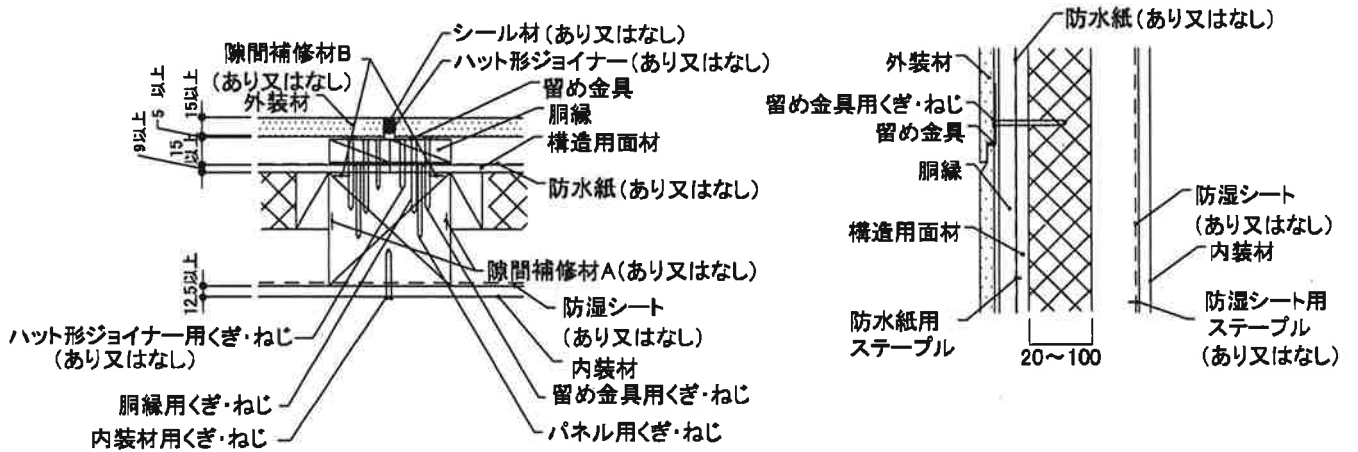 シール材(あり又はなし)
ハット形ジョイナー(あり又はなし)
隙間補修材B
(あり又はなし)
外装材
留め金具
胴縁
構造用面材
防水紙(あり又はなし)
15以上
5以上
15以上
9以上
12.5以上
隙間補修材A(あり又はなし)
防湿シート
(あり又はなし)
内装材
留め金具用くぎ・ねじ
パネル用くぎ・ねじ
ハット形ジョイナー用くぎ・ねじ
(あり又はなし)
胴縁用くぎ・ねじ
内装材用くぎ・ねじ
防水紙(あり又はなし)
外装材
留め金具用くぎ・ねじ
留め金具
胴縁
構造用面材
防水紙用
ステープル
20～100
防湿シート
(あり又はなし)
内装材
防湿シート用
ステープル
(あり又はなし)